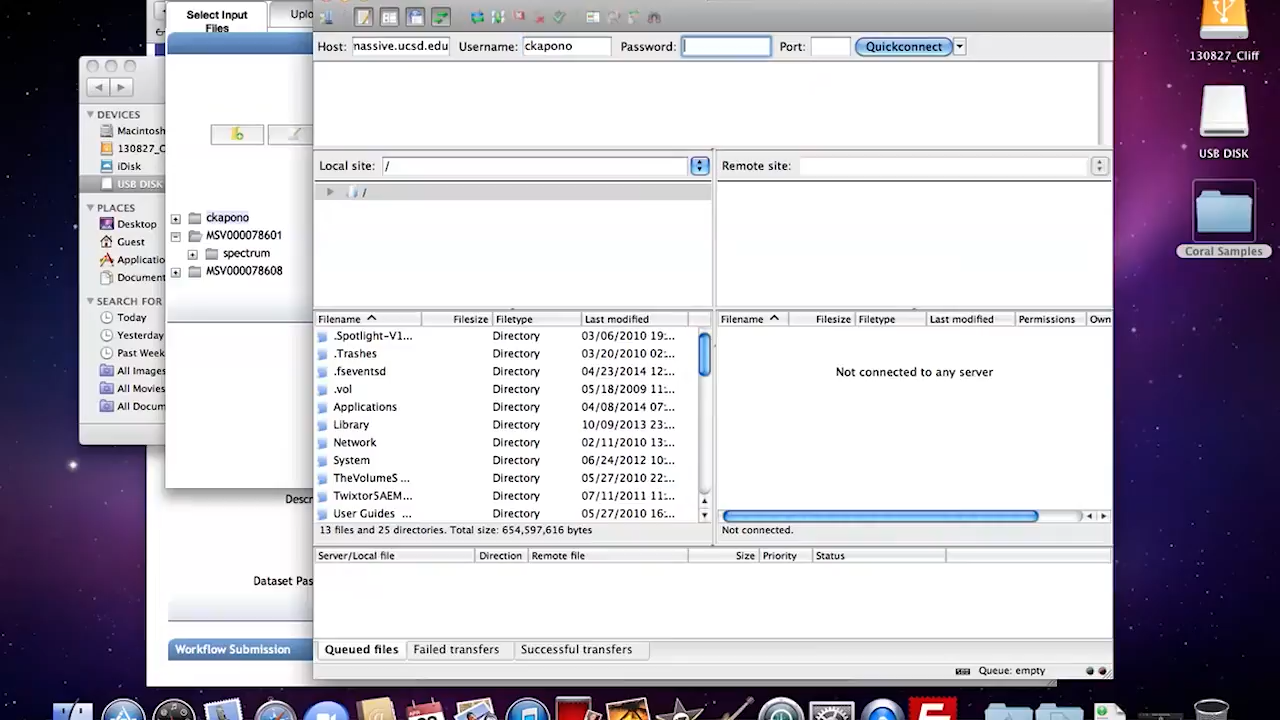 Select Input
Files
Uplo
Host: massive.ucsd.edu Username: ckapono Password: Port: Quickconnect
130827_Cliff
DEVICES
Macintosh
130827_C
iDisk
USB DISK
PLACES
Desktop
Guest
Applicatio
Document
SEARCH FOR
Today
Yesterday
Past Week
All Images
All Movies
All Docum
ckapono
MSV000078601
spectrum
MSV000078608
Local site: /
/
Remote site:
USB DISK
Coral Samples
Filename Filesize Filetype Last modified
.Spotlight-V1... Directory 03/06/2010 19:...
.Trashes Directory 03/20/2010 02:...
.fseventsd Directory 04/23/2014 12:...
.vol Directory 05/18/2009 11:...
Applications Directory 04/08/2014 07:...
Library Directory 10/09/2013 23:...
Network Directory 02/11/2010 13:...
System Directory 06/24/2012 10:...
TheVolumeS ... Directory 05/27/2010 22:...
Twixtor5AEM... Directory 07/11/2011 11:...
User Guides ... Directory 05/27/2010 16:...
13 files and 25 directories. Total size: 654,597,616 bytes
Filename Filesize Filetype Last modified Permissions Own
Not connected to any server
Not connected.
Descr
Dataset Pas
Workflow Submission
Server/Local file Direction Remote file Size Priority Status
Queued files Failed transfers Successful transfers
Queue: empty